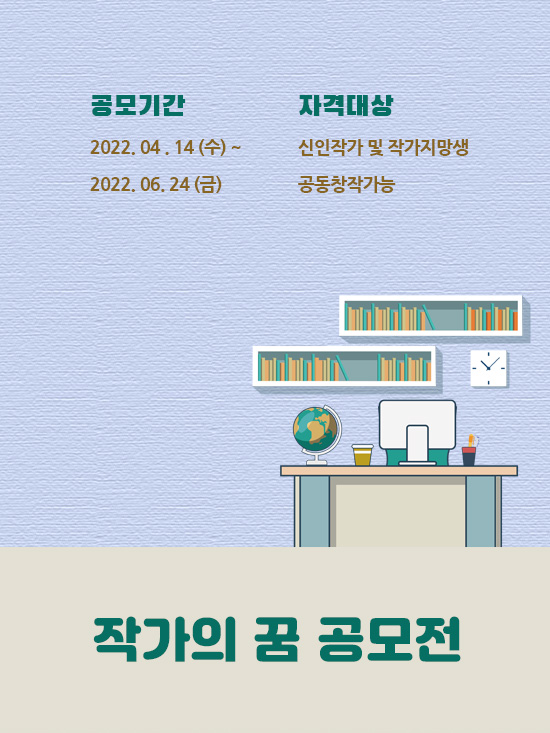 공모기간
2022. 04 . 14 (수) ~
2022. 06. 24 (금)
자격대상
신인작가 및 작가지망생
공동창작가능
작가의 꿈 공모전